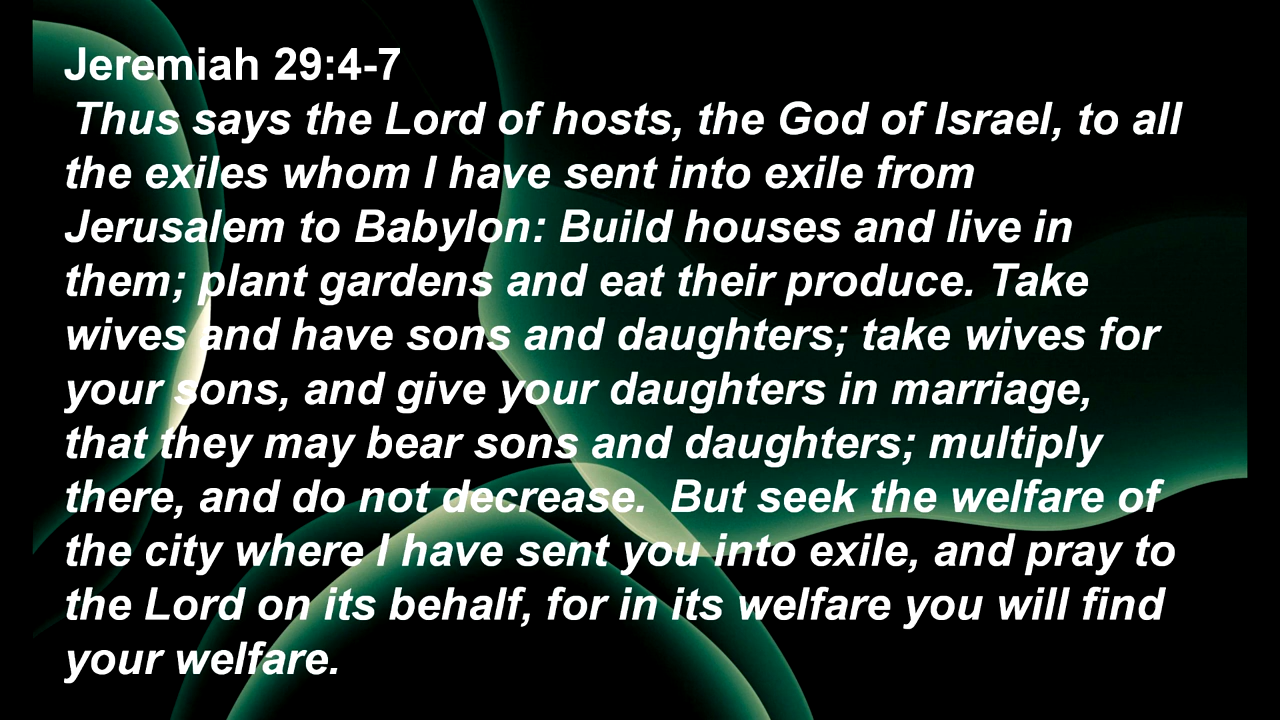 Jeremiah 29:4-7
Thus says the Lord of hosts, the God of Israel, to all
the exiles whom I have sent into exile from
Jerusalem to Babylon: Build houses and live in
them; plant gardens and eat their produce. Take
wives and have sons and daughters; take wives for
your sons, and give your daughters in marriage,
that they may bear sons and daughters; multiply
there, and do not decrease.  But seek the welfare of
the city where I have sent you into exile, and pray to
the Lord on its behalf, for in its welfare you will find
your welfare.